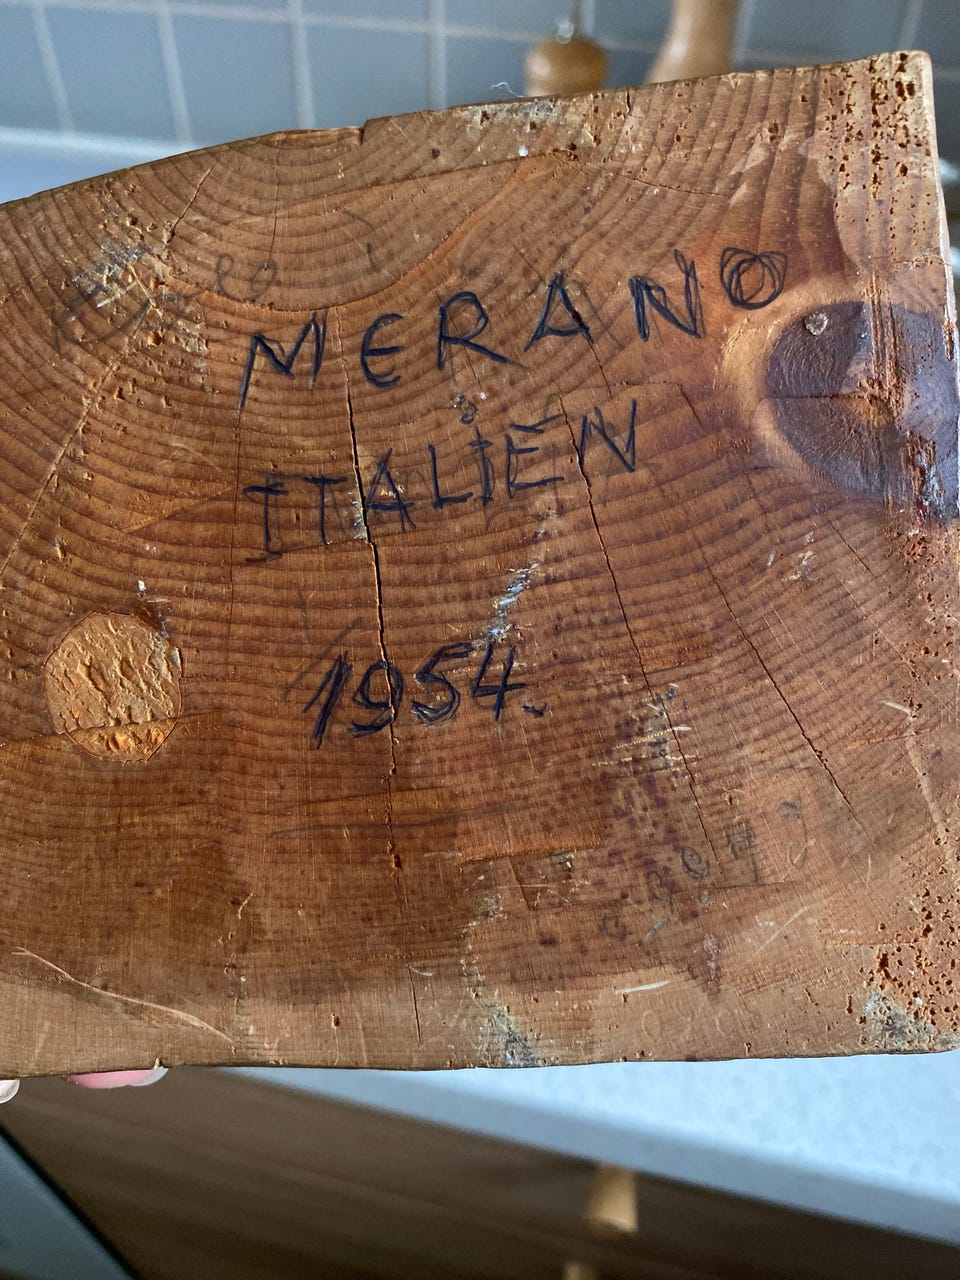 MERANO
ITALIEN
1954.